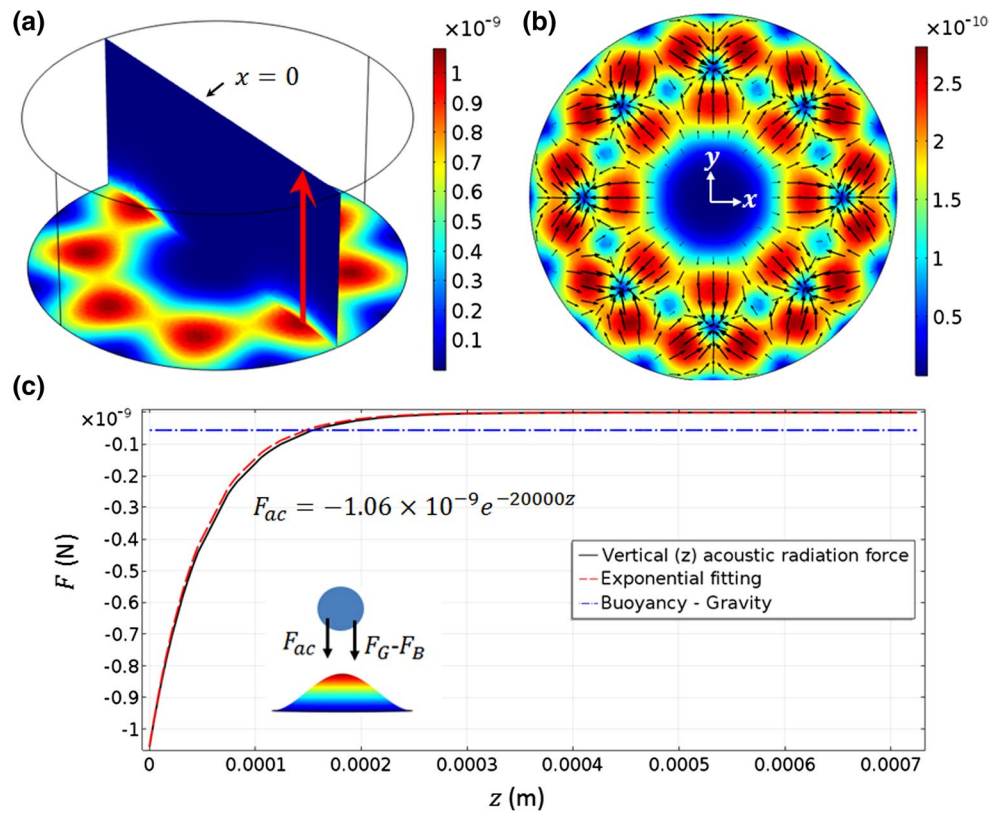 (a)
×10⁻⁹
x = 0
1
0.9
0.8
0.7
0.6
0.5
0.4
0.3
0.2
0.1
(b)
×10⁻¹⁰
y
x
2.5
2
1.5
1
0.5
(c)
×10⁻⁹
-0.1
-0.2
-0.3
-0.4
-0.5
-0.6
-0.7
-0.8
-0.9
-1
F (N)
F_ac = −1.06 × 10⁻⁹e^{−20000z}
Vertical (z) acoustic radiation force
Exponential fitting
Buoyancy - Gravity
F_ac
F_G-F_B
0 0.0001 0.0002 0.0003 0.0004 0.0005 0.0006 0.0007
z (m)